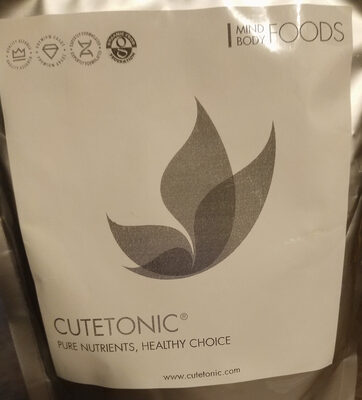 MIND
BODY
FOODS
CUTETONIC®
PURE NUTRIENTS, HEALTHY CHOICE
www.cutetonic.com